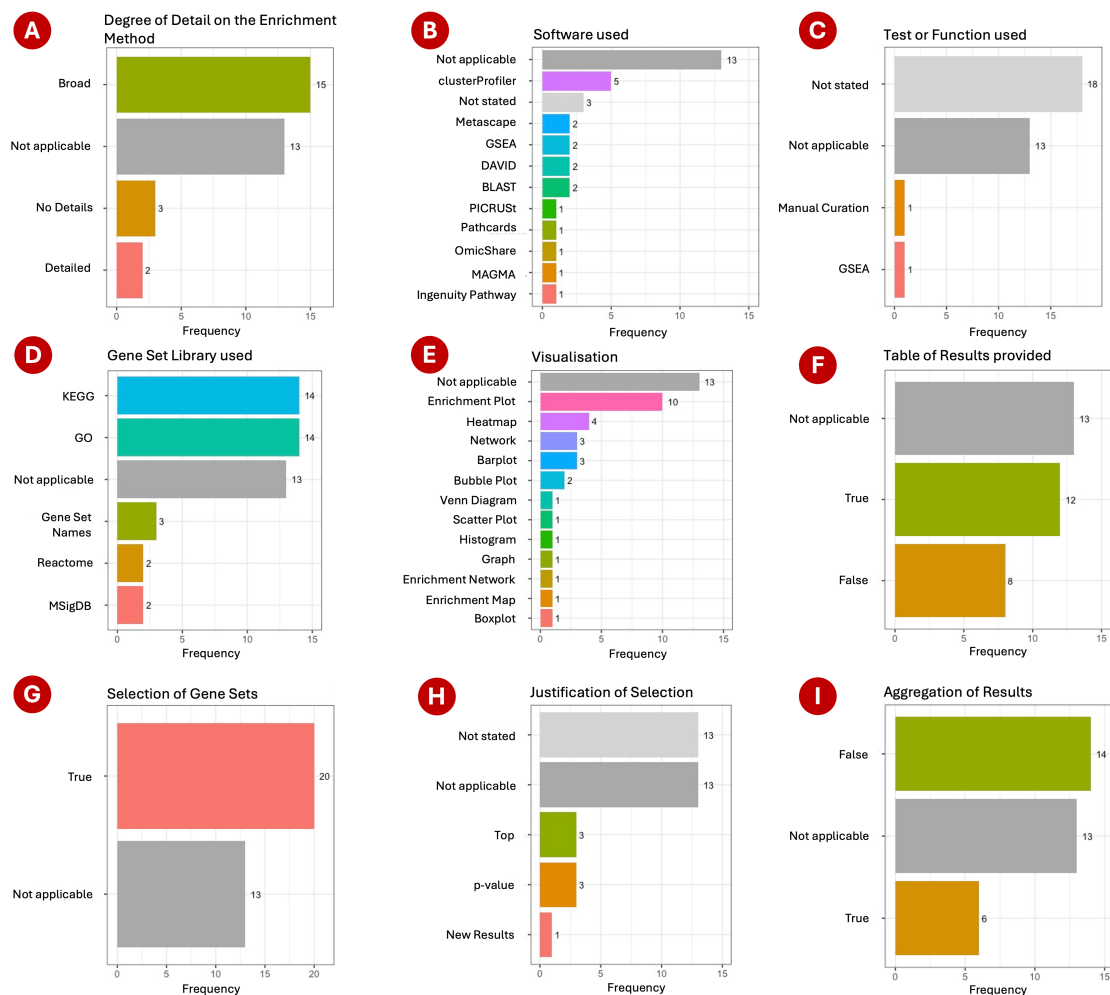 A
Degree of Detail on the Enrichment
Method
Broad
15
Not applicable
13
No Details
3
Detailed
2
0
5
10
15
Frequency
B
Software used
Not applicable
13
clusterProfiler
5
Not stated
3
Metascape
2
GSEA
2
DAVID
2
BLAST
2
PICRUSt
1
Pathcards
1
OmicShare
1
MAGMA
1
Ingenuity Pathway
1
0
5
10
15
Frequency
C
Test or Function used
Not stated
18
Not applicable
13
Manual Curation
1
GSEA
1
0
5
10
15
Frequency
D
Gene Set Library used
KEGG
14
GO
14
Not applicable
13
Gene Set
Names
3
Reactome
2
MSigDB
2
0
5
10
15
Frequency
E
Visualisation
Not applicable
13
Enrichment Plot
10
Heatmap
4
Network
3
Barplot
3
Bubble Plot
2
Venn Diagram
1
Scatter Plot
1
Histogram
1
Graph
1
Enrichment Network
1
Enrichment Map
1
Boxplot
1
0
5
10
15
Frequency
F
Table of Results provided
Not applicable
13
True
12
False
8
0
5
10
15
Frequency
G
Selection of Gene Sets
True
20
Not applicable
13
0
5
10
15
20
Frequency
H
Justification of Selection
Not stated
13
Not applicable
13
Top
3
p-value
3
New Results
1
0
5
10
15
Frequency
I
Aggregation of Results
False
14
Not applicable
13
True
6
0
5
10
15
Frequency